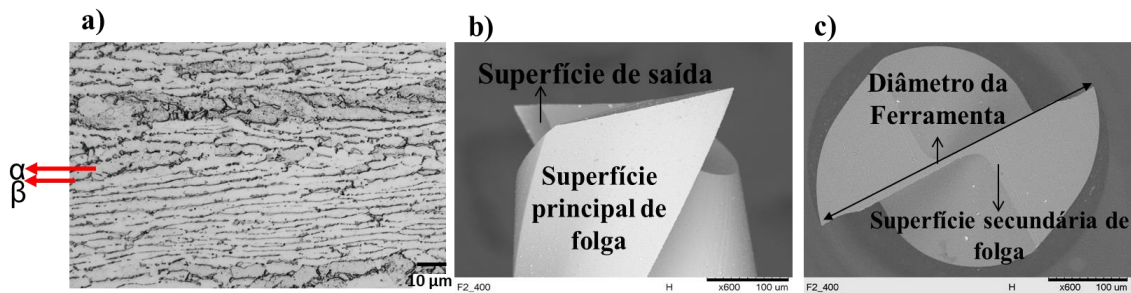 a)
α
β
10 µm
b)
Superfície de saída
Superfície
principal de
folga
F2_400
H
x600
100 um
c)
Diâmetro da
Ferramenta
Superfície secundária de
folga
F2_400
H
x600
100 um